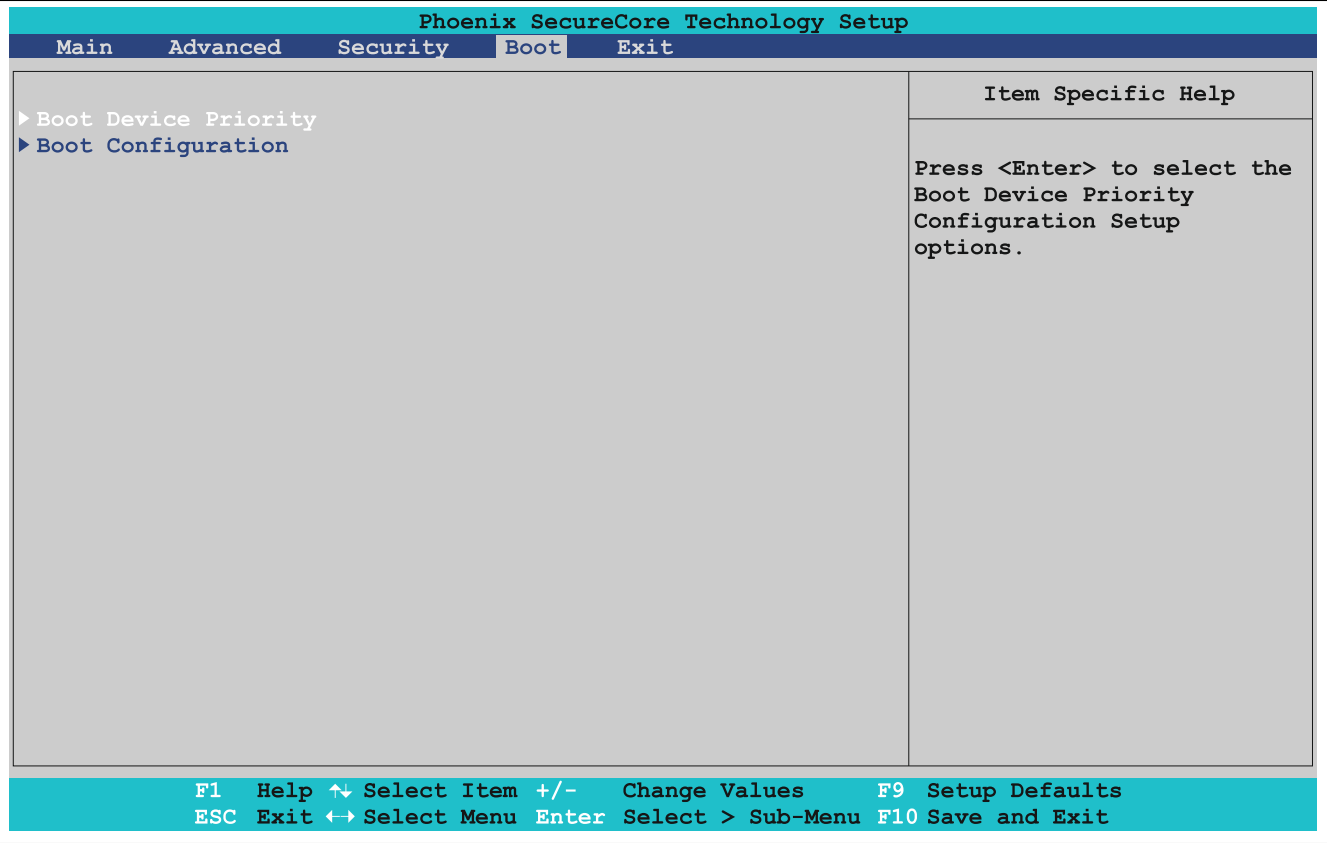 Phoenix SecureCore Technology Setup
Main Advanced Security Boot Exit
Boot Device Priority
Boot Configuration
Item Specific Help
Press <Enter> to select the
Boot Device Priority
Configuration Setup
options.
F1 Help ↑↓ Select Item +/- Change Values F9 Setup Defaults
ESC Exit ←→ Select Menu Enter Select > Sub-Menu F10 Save and Exit